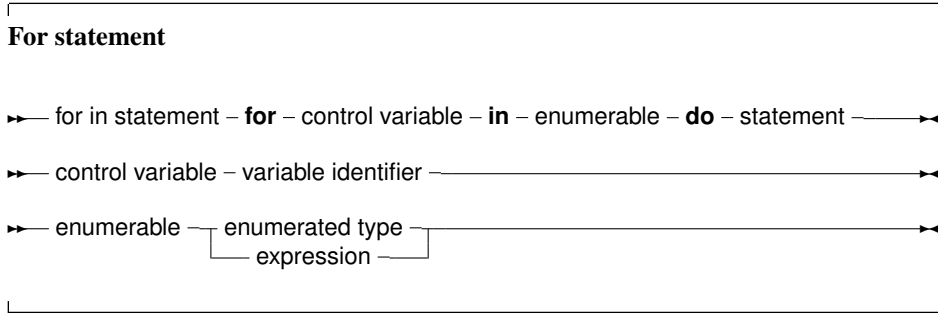 For statement
for in statement – for – control variable – in – enumerable – do – statement
control variable – variable identifier
enumerable – enumerated type
expression